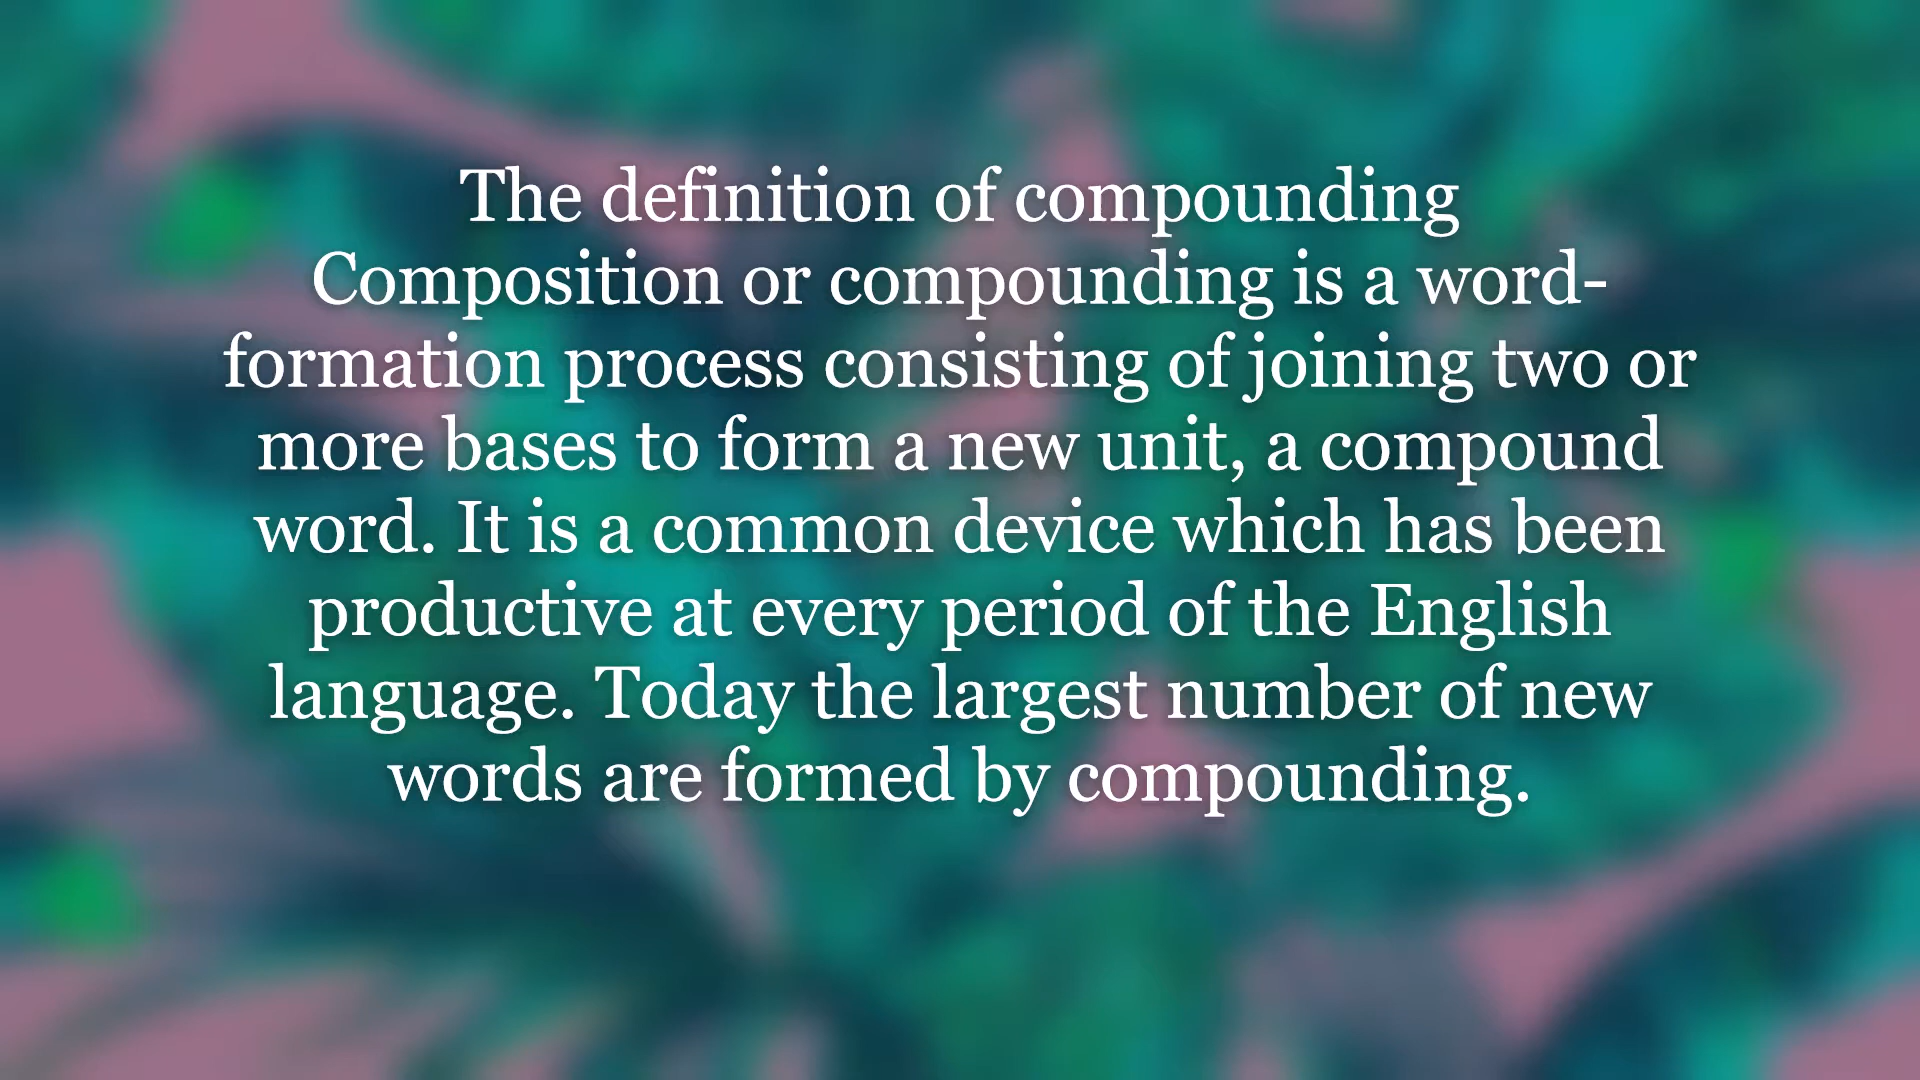 The definition of compounding
Composition or compounding is a word-
formation process consisting of joining two or
more bases to form a new unit, a compound
word. It is a common device which has been
productive at every period of the English
language. Today the largest number of new
words are formed by compounding.